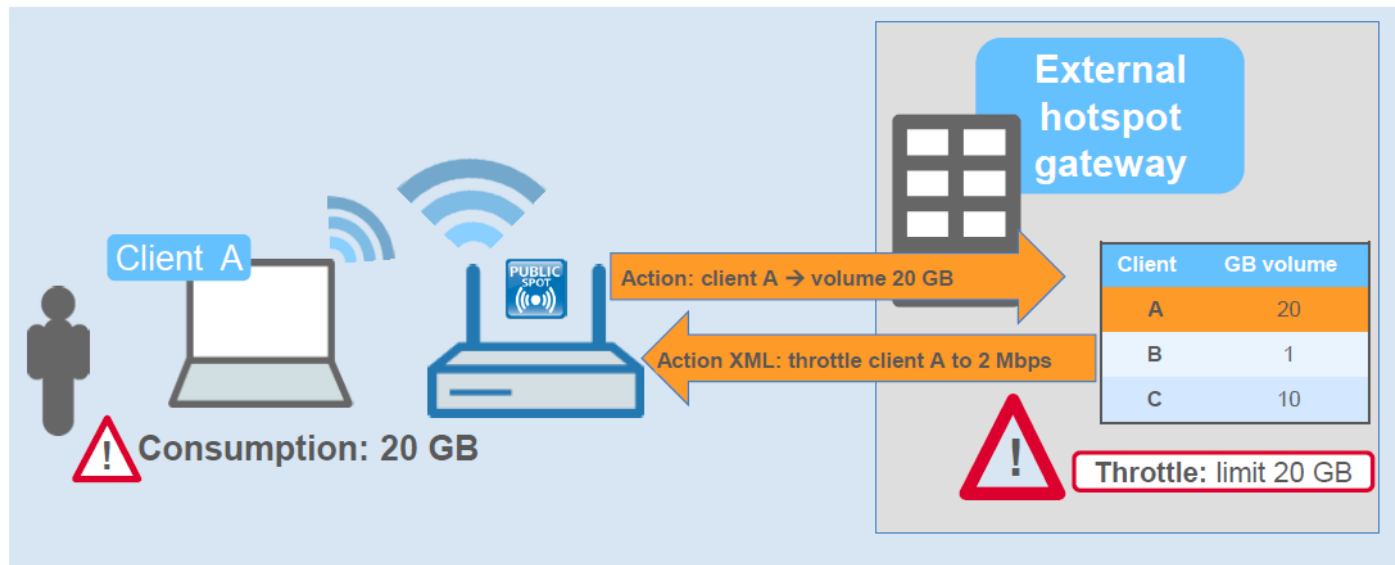 External
hotspot
gateway
Client A
PUBLIC
SPOT
Action: client A → volume 20 GB
Action XML: throttle client A to 2 Mbps
Client GB volume
A 20
B 1
C 10
! Consumption: 20 GB
! Throttle: limit 20 GB